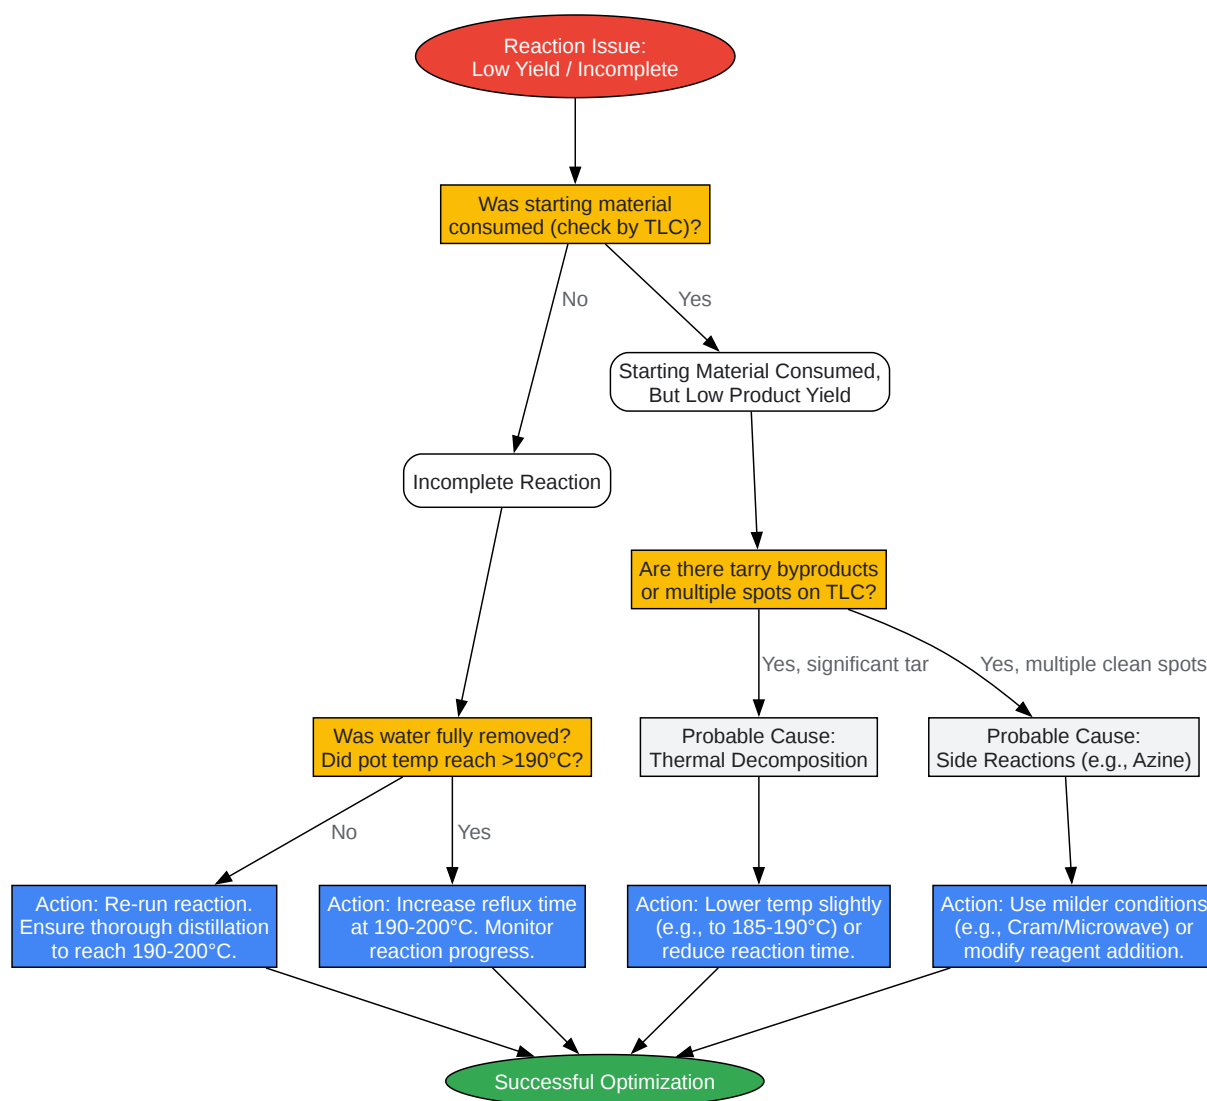 Reaction Issue:
Low Yield / Incomplete
Was starting material
consumed (check by TLC)?
No
Yes
Starting Material Consumed,
But Low Product Yield
Incomplete Reaction
Are there tarry byproducts
or multiple spots on TLC?
Yes, significant tar
Yes, multiple clean spots
Was water fully removed?
Did pot temp reach >190°C?
Probable Cause:
Thermal Decomposition
Probable Cause:
Side Reactions (e.g., Azine)
No
Yes
Action: Re-run reaction.
Ensure thorough distillation
to reach 190-200°C.
Action: Increase reflux time
at 190-200°C. Monitor
reaction progress.
Action: Lower temp slightly
(e.g., to 185-190°C) or
reduce reaction time.
Action: Use milder conditions
(e.g., Cram/Microwave) or
modify reagent addition.
Successful Optimization